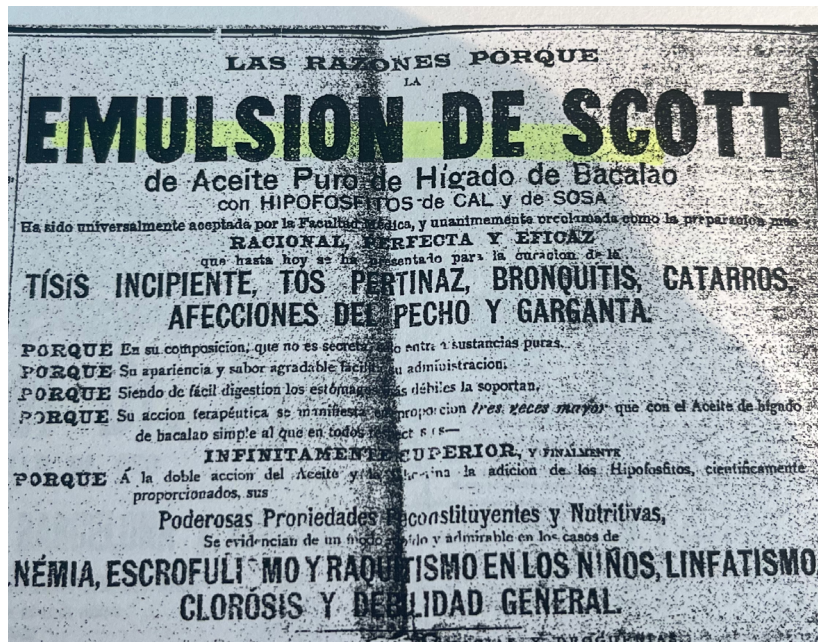 LAS RAZONES PORQUE
LA
EMULSION DE SCOTT
de Aceite Puro de Hígado de Bacalao
con HIPOFOSFITOS de CAL y de SOSA
Ha sido universalmente aceptada por la Facultad Médica, y unanimemente proclamada como la preparacion mas
RACIONAL, PERFECTA Y EFICAZ
que hasta hoy se ha presentado para la curacion de la
TÍSIS INCIPIENTE, TOS PERTINAZ, BRONQUITIS, CATARROS,
AFECCIONES DEL PECHO Y GARGANTA.
PORQUE En su composicion, que no es secreta, entra sustancias puras.
PORQUE Su apariencia y sabor agradable facilita su administracion,
PORQUE Siendo de fácil digestion los estómagos más débiles la soportan,
PORQUE Su accion terapéutica se manifiesta en proporcion tres veces mayor que con el Aceite de hígado
de bacalao simple al que en todos respectos es—
INFINITAMENTE SUPERIOR, Y FINALMENTE
PORQUE Á la doble accion del Aceite y la la adicion de los Hipofosfitos, cientificamente
proporcionados, sus
Poderosas Propiedades Reconstituyentes y Nutritivas,
Se evidencian de un modo rápido y admirable en los casos de
NÉMIA, ESCROFULISMO Y RAQUITISMO EN LOS NIÑOS, LINFATISMO,
CLORÓSIS Y DEBILIDAD GENERAL.